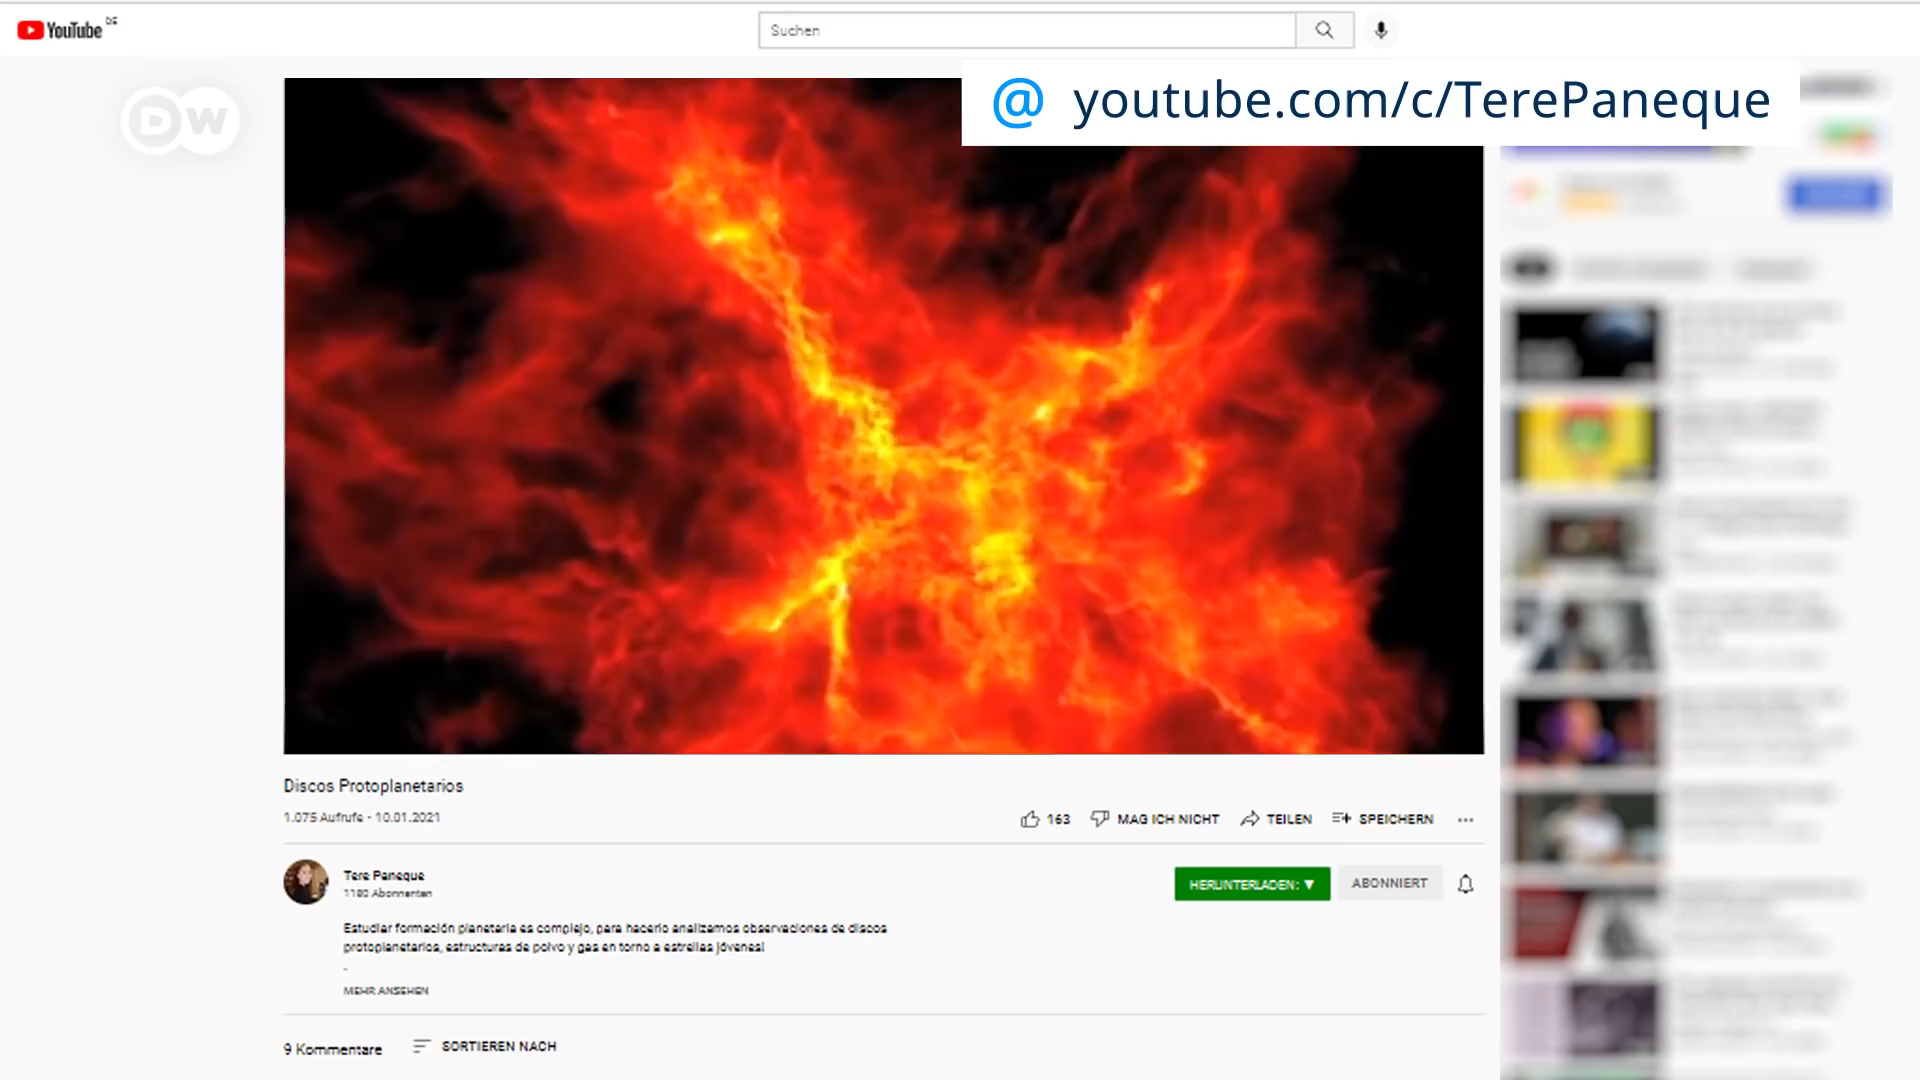 YouTube DE
Suchen
@ youtube.com/c/TerePaneque
DW
Discos Protoplanetarios
1.075 Aufrufe - 10.01.2021
163 MAG ICH NICHT TEILEN SPEICHERN
Tere Paneque
1180 Abonnenten
HERUNTERLADEN: ▼ ABONNIERT
Estudiar formación planetaria es complejo, para hacerlo analizamos observaciones de discos
protoplanetarios, estructuras de polvo y gas en torno a estrellas jóvenes!
-
MEHR ANSEHEN
9 Kommentare SORTIEREN NACH